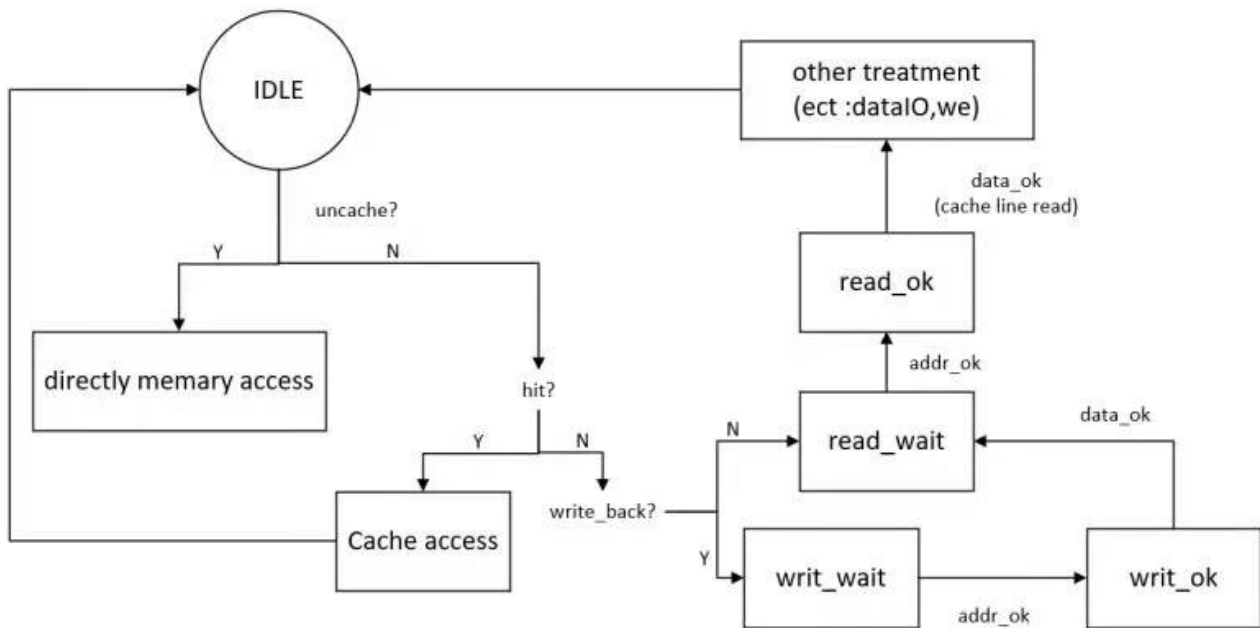 IDLE
other treatment
(ect :dataIO,we)
uncache?
data_ok
(cache line read)
Y
N
read_ok
directly memary access
hit?
addr_ok
Y
N
N
read_wait
data_ok
Cache access
write_back?
Y
writ_wait
writ_ok
addr_ok